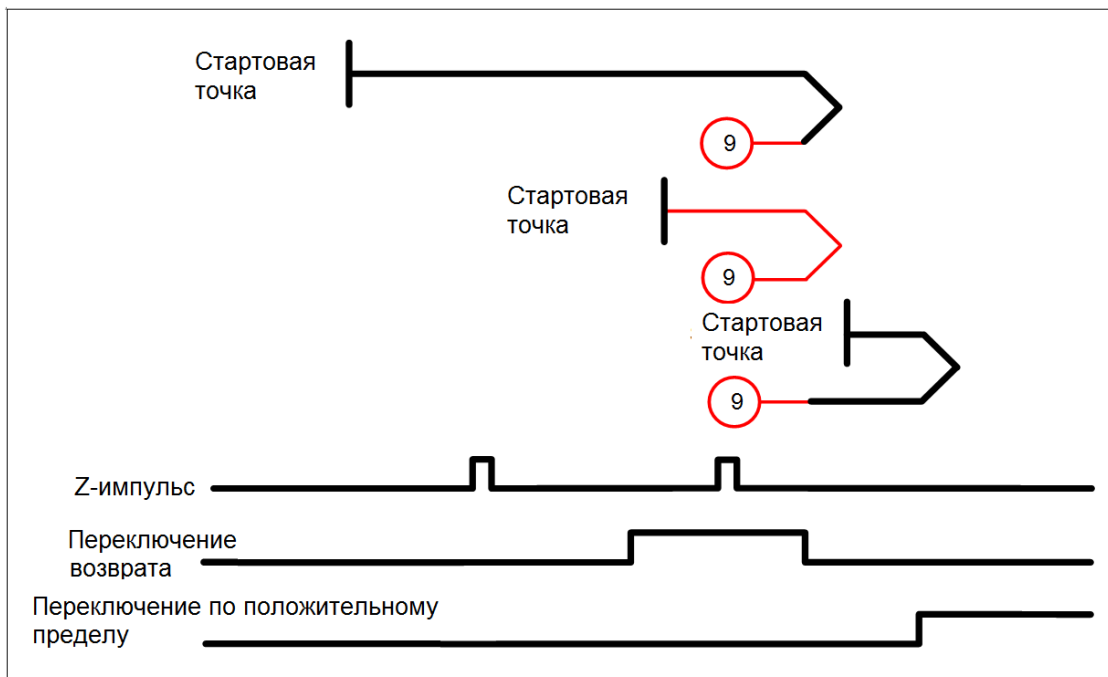 Стартовая
точка
9
Стартовая
точка
9
Стартовая
точка
9
Z-импульс
Переключение
возврата
Переключение по положительному
пределу